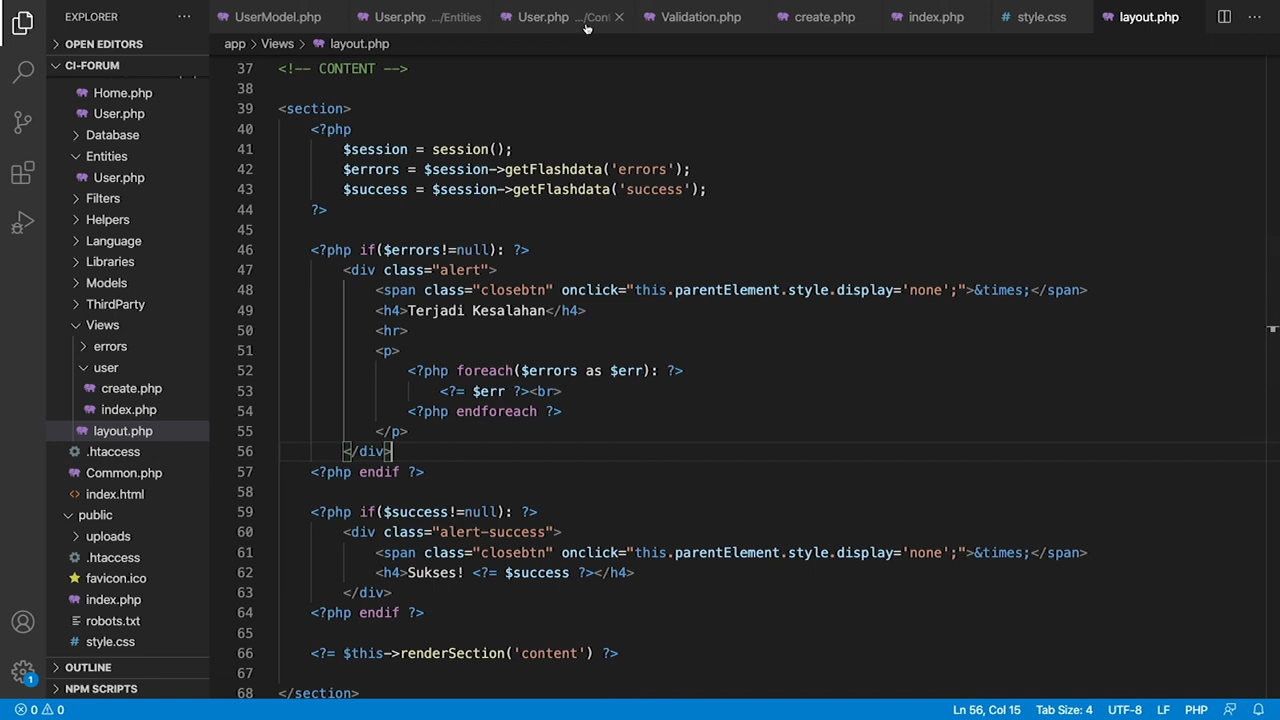 EXPLORER
UserModel.php
User.php .../Entities
User.php .../Cont
Validation.php
create.php
index.php
# style.css
layout.php
OPEN EDITORS
CI-FORUM
Home.php
User.php
Database
Entities
User.php
Filters
Helpers
Language
Libraries
Models
ThirdParty
Views
errors
user
create.php
index.php
layout.php
.htaccess
Common.php
<> index.html
public
uploads
.htaccess
favicon.ico
index.php
robots.txt
# style.css
OUTLINE
NPM SCRIPTS
app > Views > layout.php
37 <!-- CONTENT -->
38
39 <section>
40 <?php
41 $session = session();
42 $errors = $session->getFlashdata('errors');
43 $success = $session->getFlashdata('success');
44 ?>
45
46 <?php if($errors!=null): ?>
47 <div class="alert">
48 <span class="closebtn" onclick="this.parentElement.style.display='none';">&times;</span>
49 <h4>Terjadi Kesalahan</h4>
50 <hr>
51 <p>
52 <?php foreach($errors as $err): ?>
53 <?= $err ?><br>
54 <?php endforeach ?>
55 </p>
56 </div>
57 <?php endif ?>
58
59 <?php if($success!=null): ?>
60 <div class="alert-success">
61 <span class="closebtn" onclick="this.parentElement.style.display='none';">&times;</span>
62 <h4>Sukses! <?= $success ?></h4>
63 </div>
64 <?php endif ?>
65
66 <?= $this->renderSection('content') ?>
67
68 </section>
1
0 0
Ln 56, Col 15
Tab Size: 4
UTF-8
LF
PHP